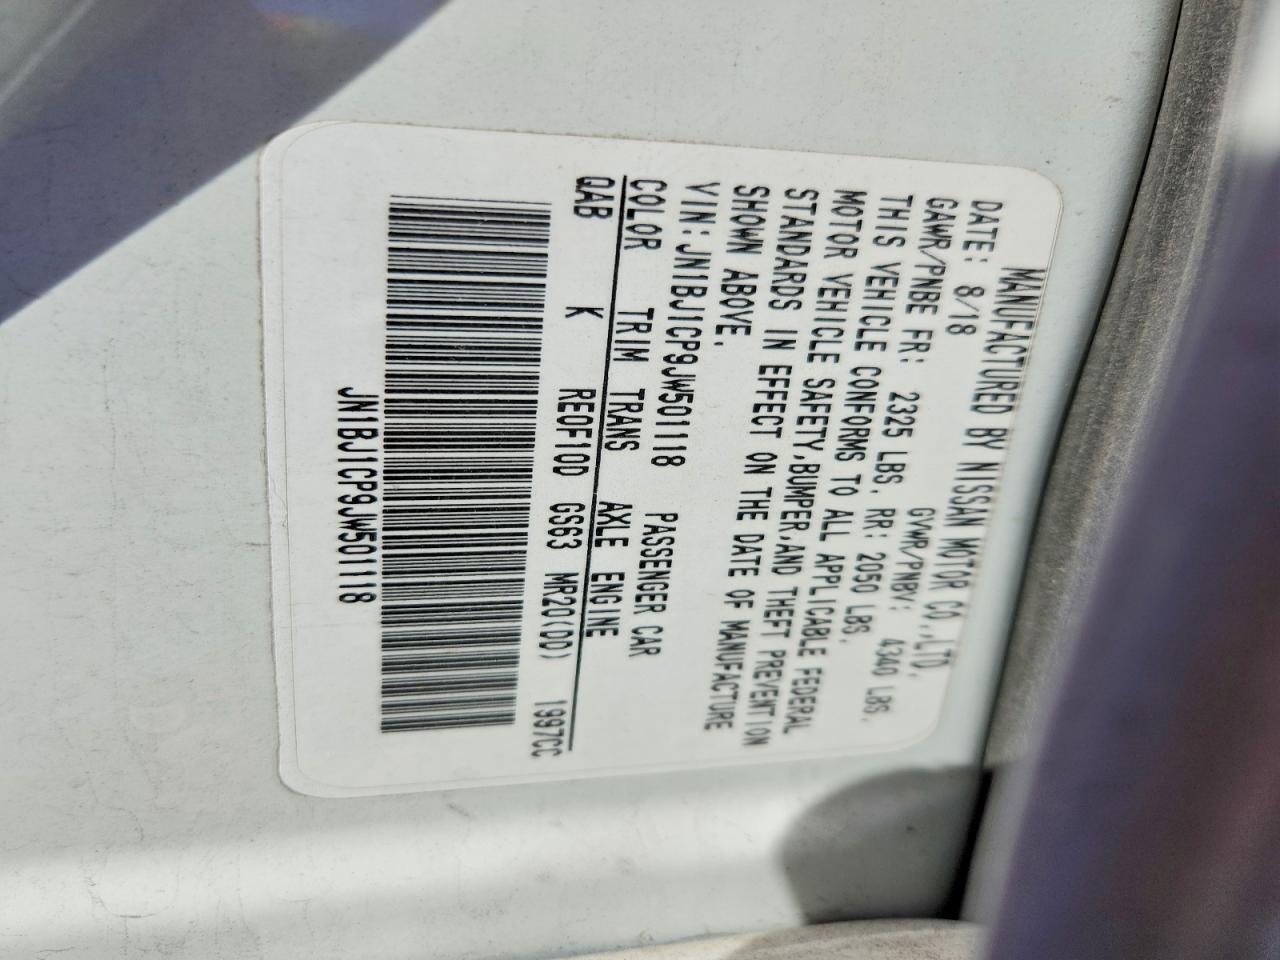 MANUFACTURED BY NISSAN MOTOR CO.,LTD.
DATE: 8/18 GVWR/PNBV: 4340 LBS.
GAWR/PNBE FR: 2325 LBS. RR: 2050 LBS.
THIS VEHICLE CONFORMS TO ALL APPLICABLE FEDERAL
MOTOR VEHICLE SAFETY,BUMPER,AND THEFT PREVENTION
STANDARDS IN EFFECT ON THE DATE OF MANUFACTURE
SHOWN ABOVE.
VIN:JN1BJ1CP9JW501118 PASSENGER CAR
COLOR TRIM TRANS AXLE ENGINE
QAB K RE0F10D GS63 MR20(DD) 1997CC
JN1BJ1CP9JW501118